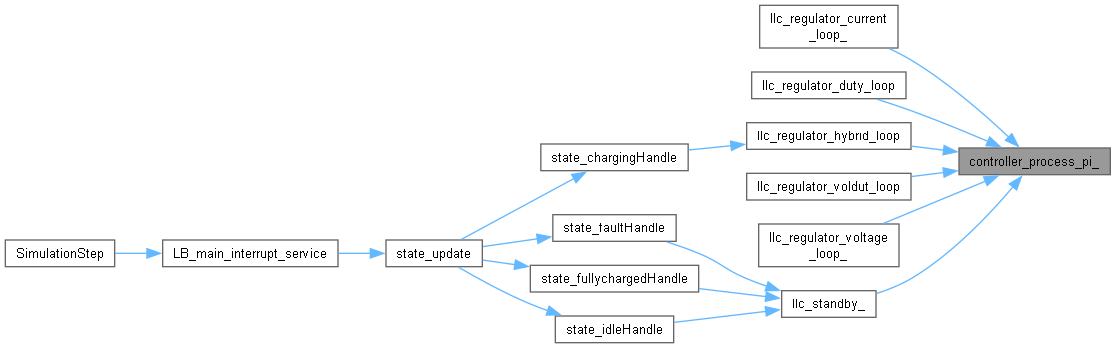 llc_regulator_current
_loop_
llc_regulator_duty_loop
llc_regulator_hybrid_loop
state_chargingHandle
controller_process_pi_
llc_regulator_voldut_loop
state_faultHandle
llc_regulator_voltage
_loop_
SimulationStep
LB_main_interrupt_service
state_update
state_fullychargedHandle
llc_standby_
state_idleHandle